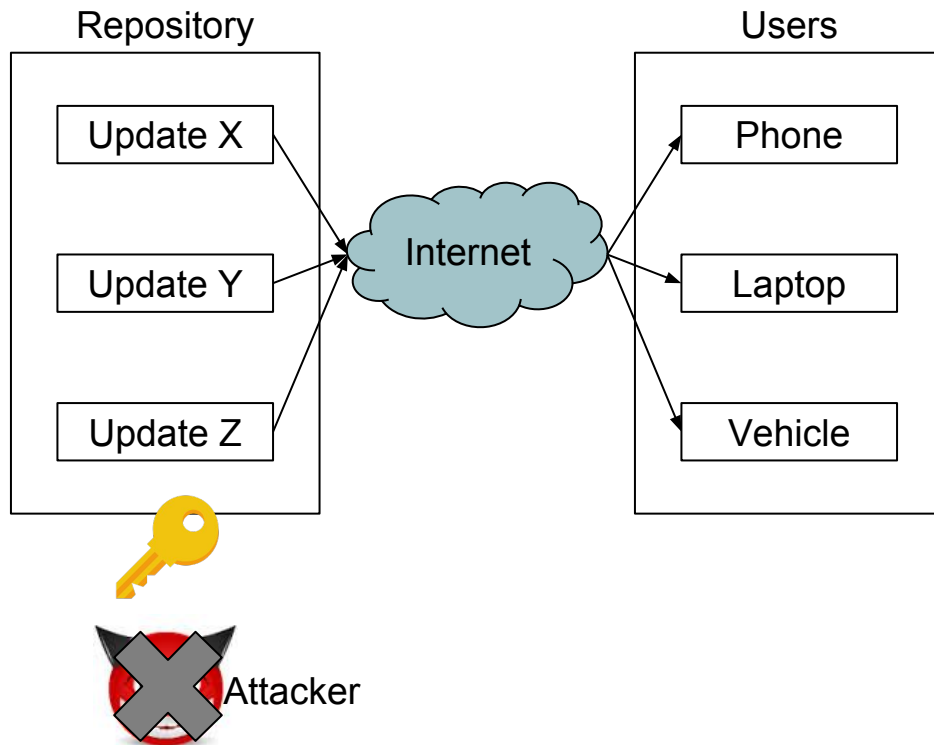 Repository
Users
Update X
Phone
Internet
Update Y
Laptop
Update Z
Vehicle
Attacker